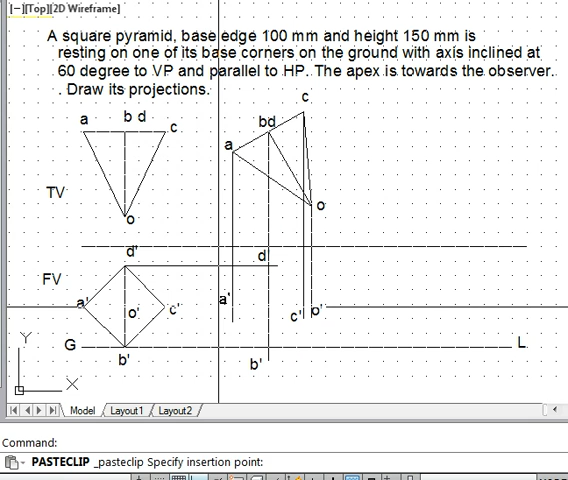 [−][Top][2D Wireframe]
A square pyramid, base edge 100 mm and height 150 mm is
resting on one of its base corners on the ground with axis inclined at
60 degree to VP and parallel to HP. The apex is towards the observer.
. Draw its projections.
a b d c
bd c
a
TV
o
o
d' d
FV
a' o' c'
a' c' o'
Y
G L
b' b'
X
Model Layout1 Layout2
Command:
PASTECLIP _pasteclip Specify insertion point: